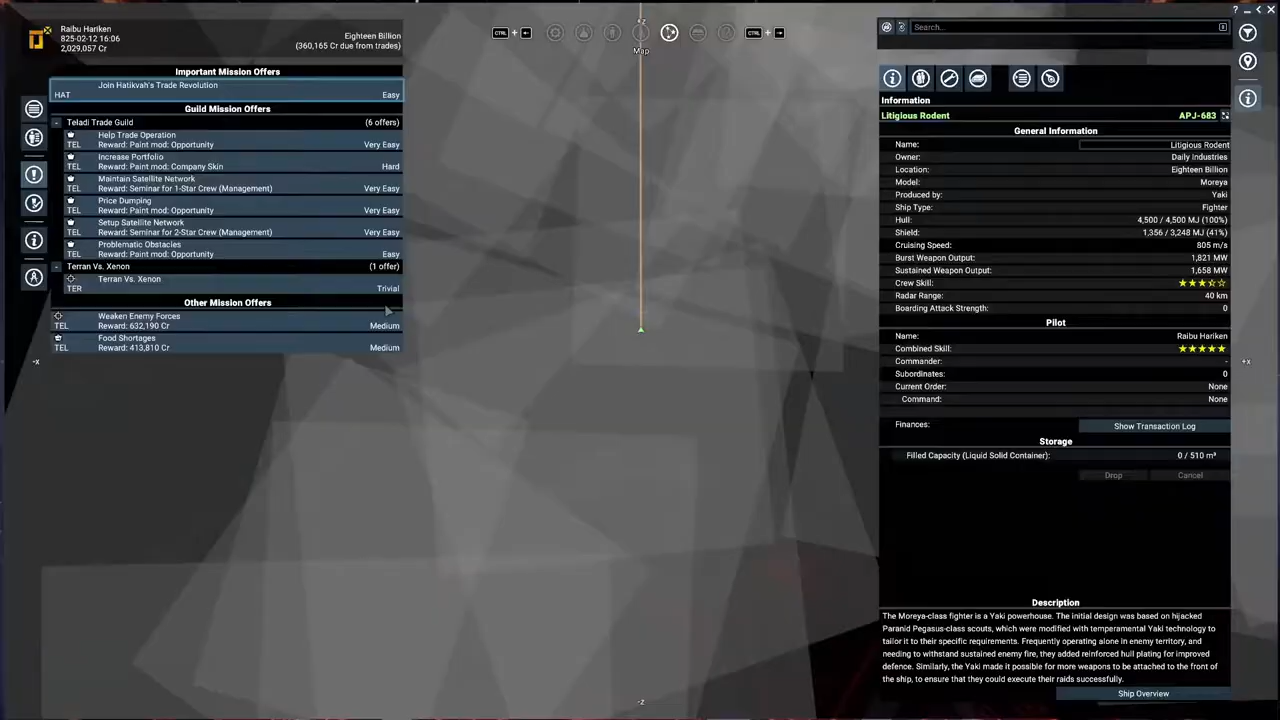 Raibu Hariken
825-02-12 16:06
2,029,057 Cr
Eighteen Billion
(360,165 Cr due from trades)
CTRL + ←
CTRL + →
Map
+z
Important Mission Offers
Join Hatikvah's Trade Revolution
HAT Easy
Guild Mission Offers
- Teladi Trade Guild (6 offers)
Help Trade Operation
TEL Reward: Paint mod: Opportunity Very Easy
Increase Portfolio
TEL Reward: Paint mod: Company Skin Hard
Maintain Satellite Network
TEL Reward: Seminar for 1-Star Crew (Management) Very Easy
Price Dumping
TEL Reward: Paint mod: Opportunity Very Easy
Setup Satellite Network
TEL Reward: Seminar for 2-Star Crew (Management) Very Easy
Problematic Obstacles
TEL Reward: Paint mod: Opportunity Easy
- Terran Vs. Xenon (1 offer)
Terran Vs. Xenon
TER Trivial
Other Mission Offers
Weaken Enemy Forces
TEL Reward: 632,190 Cr Medium
Food Shortages
TEL Reward: 413,810 Cr Medium
-x
+x
-z
Search...
Information
Litigious Rodent APJ-683
General Information
Name: Litigious Rodent
Owner: Daily Industries
Location: Eighteen Billion
Model: Moreya
Produced by: Yaki
Ship Type: Fighter
Hull: 4,500 / 4,500 MJ (100%)
Shield: 1,356 / 3,248 MJ (41%)
Cruising Speed: 805 m/s
Burst Weapon Output: 1,821 MW
Sustained Weapon Output: 1,658 MW
Crew Skill: ★★★☆☆
Radar Range: 40 km
Boarding Attack Strength: 0
Pilot
Name: Raibu Hariken
Combined Skill: ★★★★★
Commander: -
Subordinates: 0
Current Order: None
Command: None
Finances: Show Transaction Log
Storage
Filled Capacity (Liquid Solid Container): 0 / 510 m³
Drop Cancel
Description
The Moreya-class fighter is a Yaki powerhouse. The initial design was based on hijacked
Paranid Pegasus-class scouts, which were modified with temperamental Yaki technology to
tailor it to their specific requirements. Frequently operating alone in enemy territory, and
needing to withstand sustained enemy fire, they added reinforced hull plating for improved
defence. Similarly, the Yaki made it possible for more weapons to be attached to the front of
the ship, to ensure that they could execute their raids successfully.
Ship Overview